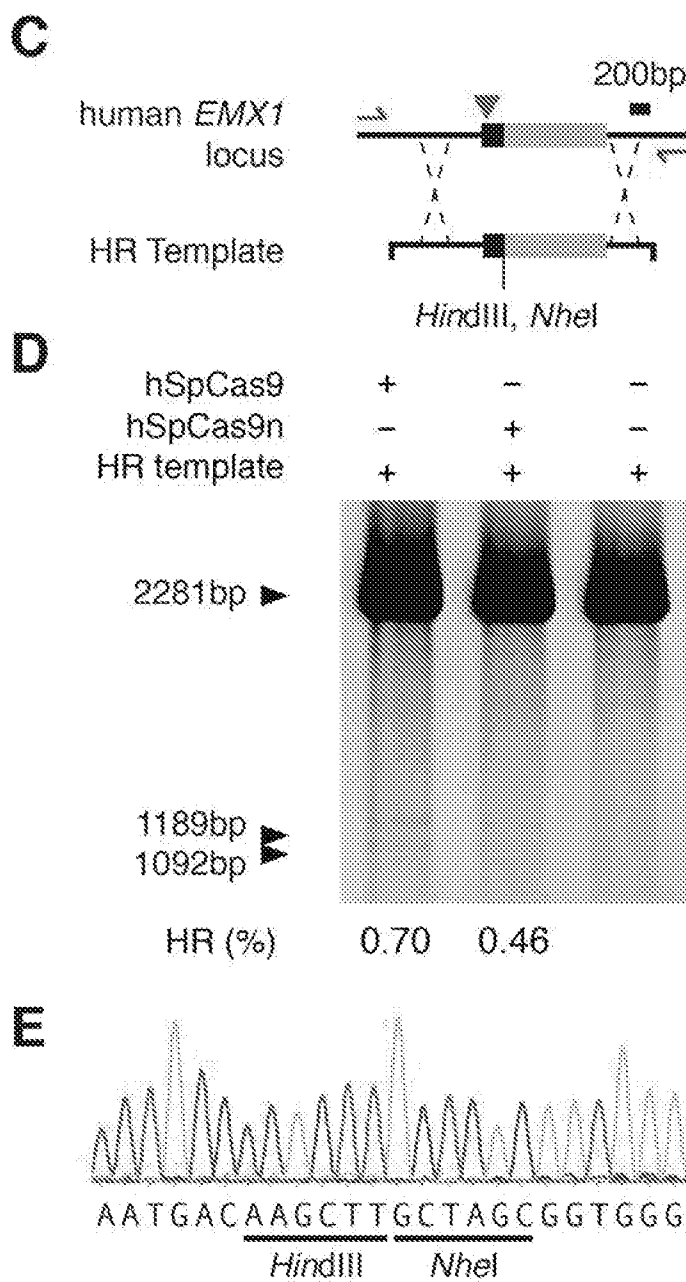 C
200bp
human EMX1
locus
HR Template
HindIII, NheI
D
hSpCas9 + – –
hSpCas9n – + –
HR template + + +
2281bp
1189bp
1092bp
HR (%) 0.70 0.46
E
AATGACAAGCTTGCTAGCGGTGGG
HindIII NheI